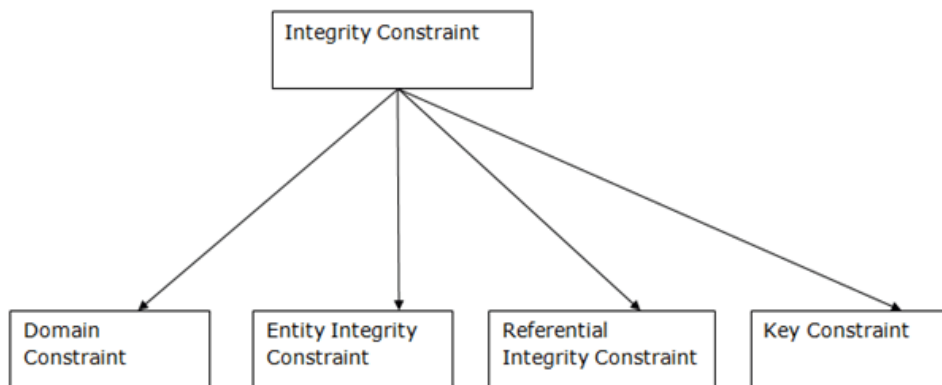 Integrity Constraint
Domain
Constraint
Entity Integrity
Constraint
Referential
Integrity Constraint
Key Constraint